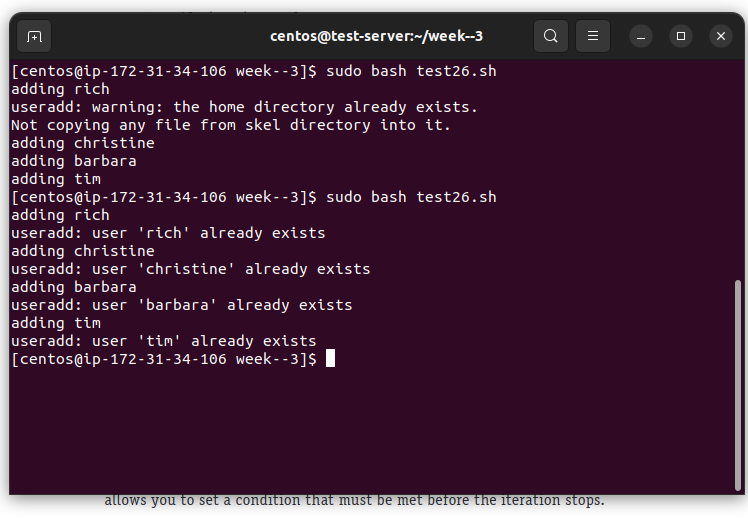 centos@test-server:~/week--3
[centos@ip-172-31-34-106 week--3]$ sudo bash test26.sh
adding rich
useradd: warning: the home directory already exists.
Not copying any file from skel directory into it.
adding christine
adding barbara
adding tim
[centos@ip-172-31-34-106 week--3]$ sudo bash test26.sh
adding rich
useradd: user 'rich' already exists
adding christine
useradd: user 'christine' already exists
adding barbara
useradd: user 'barbara' already exists
adding tim
useradd: user 'tim' already exists
[centos@ip-172-31-34-106 week--3]$
allows you to set a condition that must be met before the iteration stops.